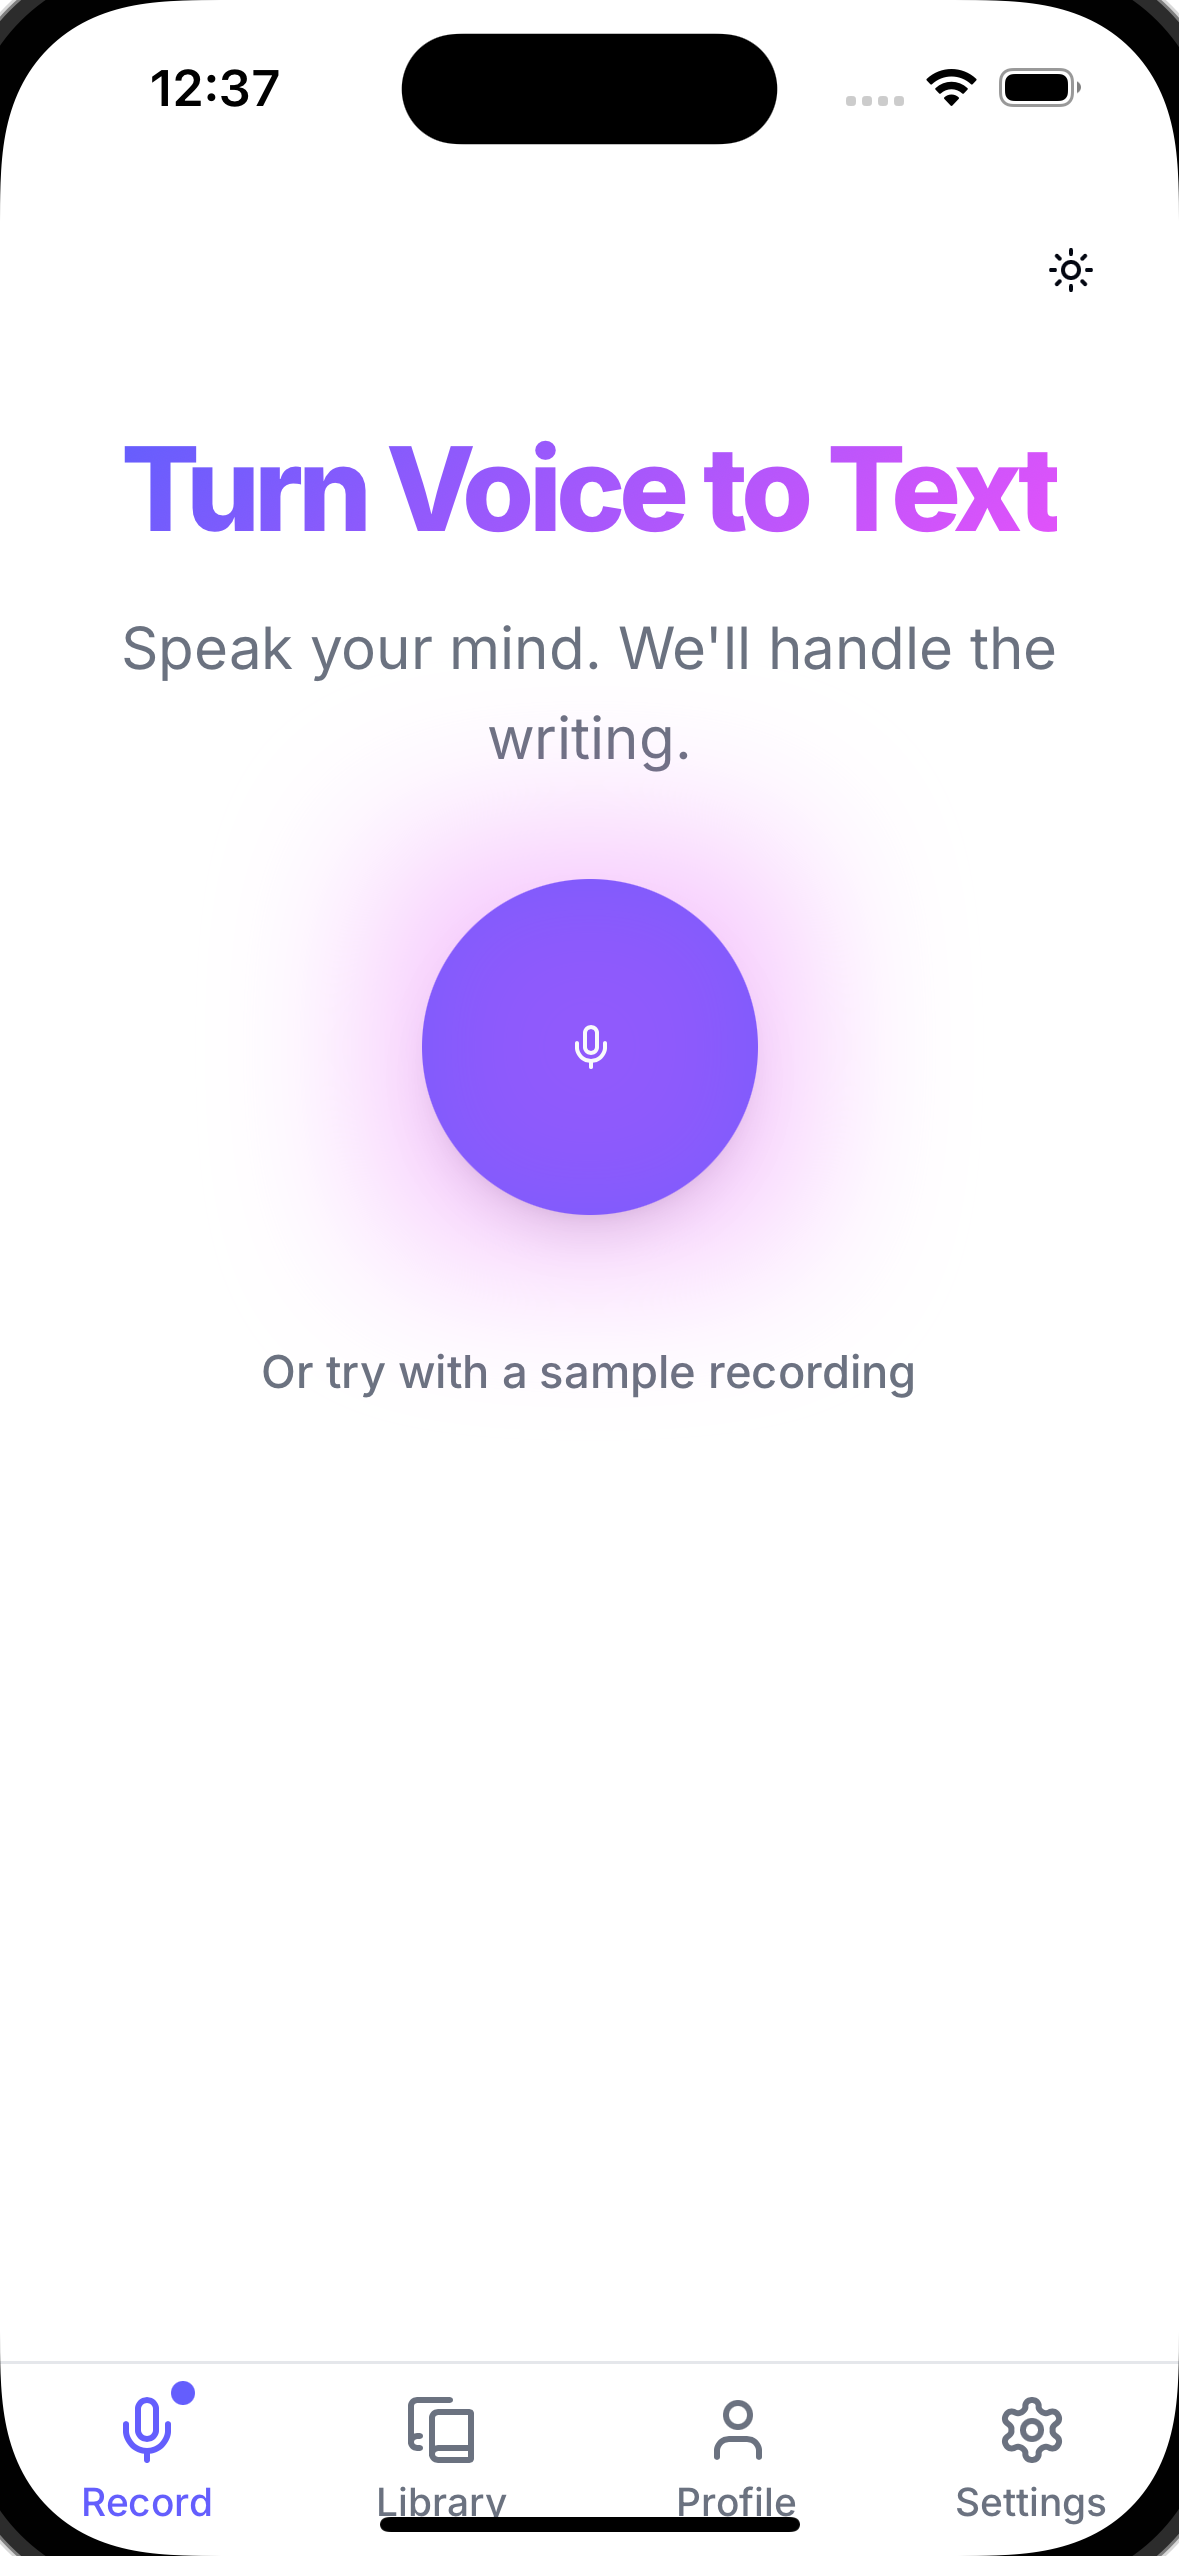 12:37
Turn Voice to Text
Speak your mind. We'll handle the
writing.
Or try with a sample recording
Record
Library
Profile
Settings